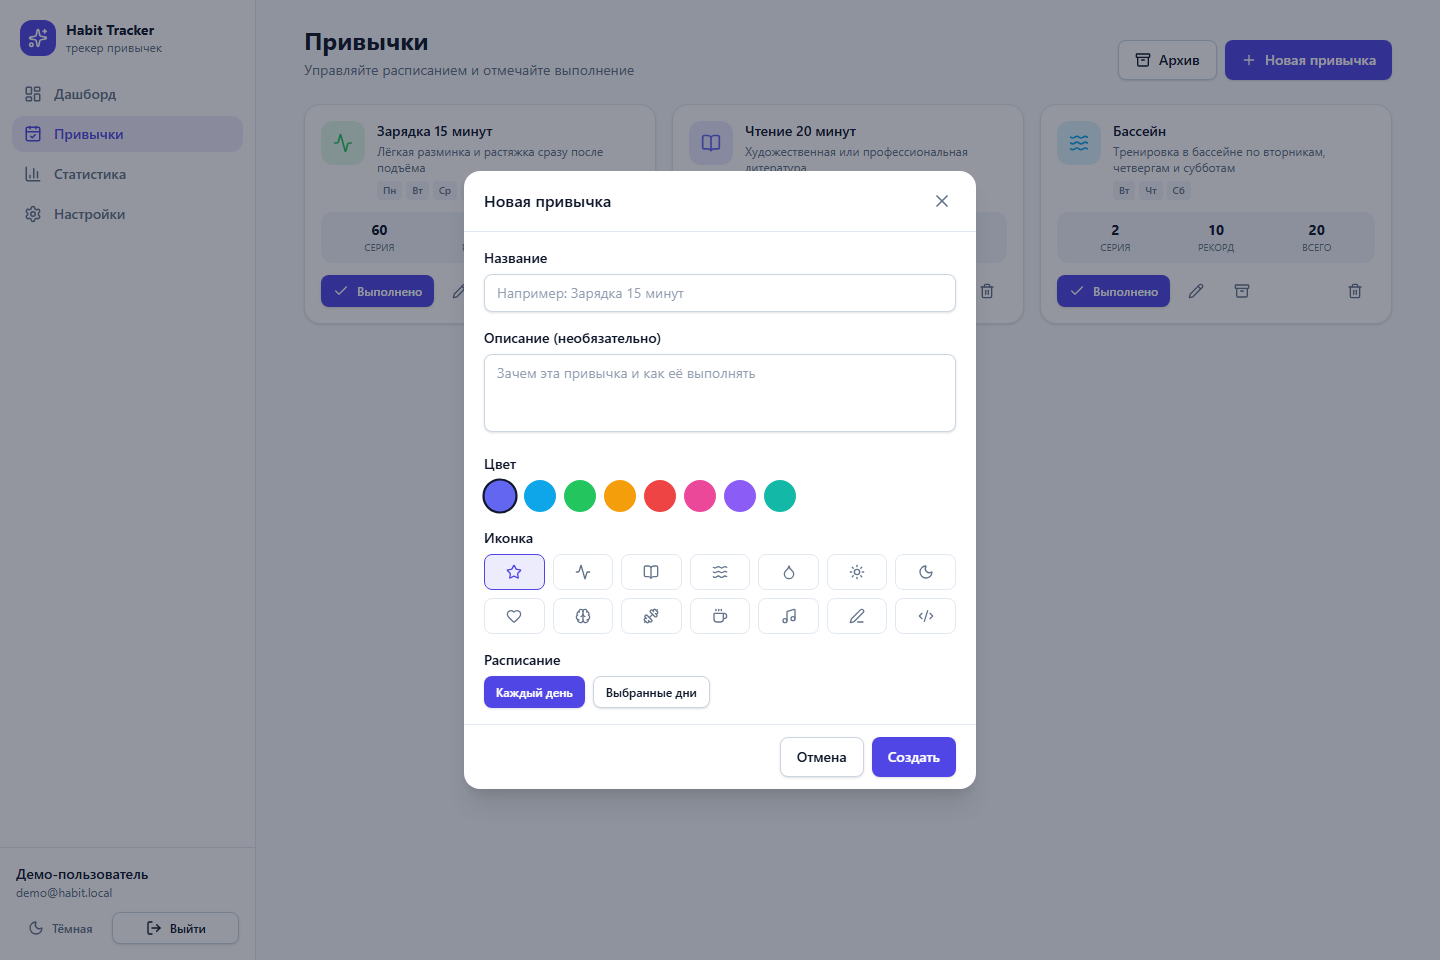 Habit Tracker
трекер привычек
Дашборд
Привычки
Статистика
Настройки
Демо-пользователь
demo@habit.local
Тёмная
Выйти
Привычки
Управляйте расписанием и отмечайте выполнение
Архив
Новая привычка
Зарядка 15 минут
Лёгкая разминка и растяжка сразу после
подъёма
Пн Вт Ср
60
СЕРИЯ
Выполнено
Чтение 20 минут
Художественная или профессиональная
литература
Бассейн
Тренировка в бассейне по вторникам,
четвергам и субботам
Вт Чт Сб
2 10 20
СЕРИЯ РЕКОРД ВСЕГО
Выполнено
Новая привычка
Название
Например: Зарядка 15 минут
Описание (необязательно)
Зачем эта привычка и как её выполнять
Цвет
Иконка
Расписание
Каждый день Выбранные дни
Отмена Создать